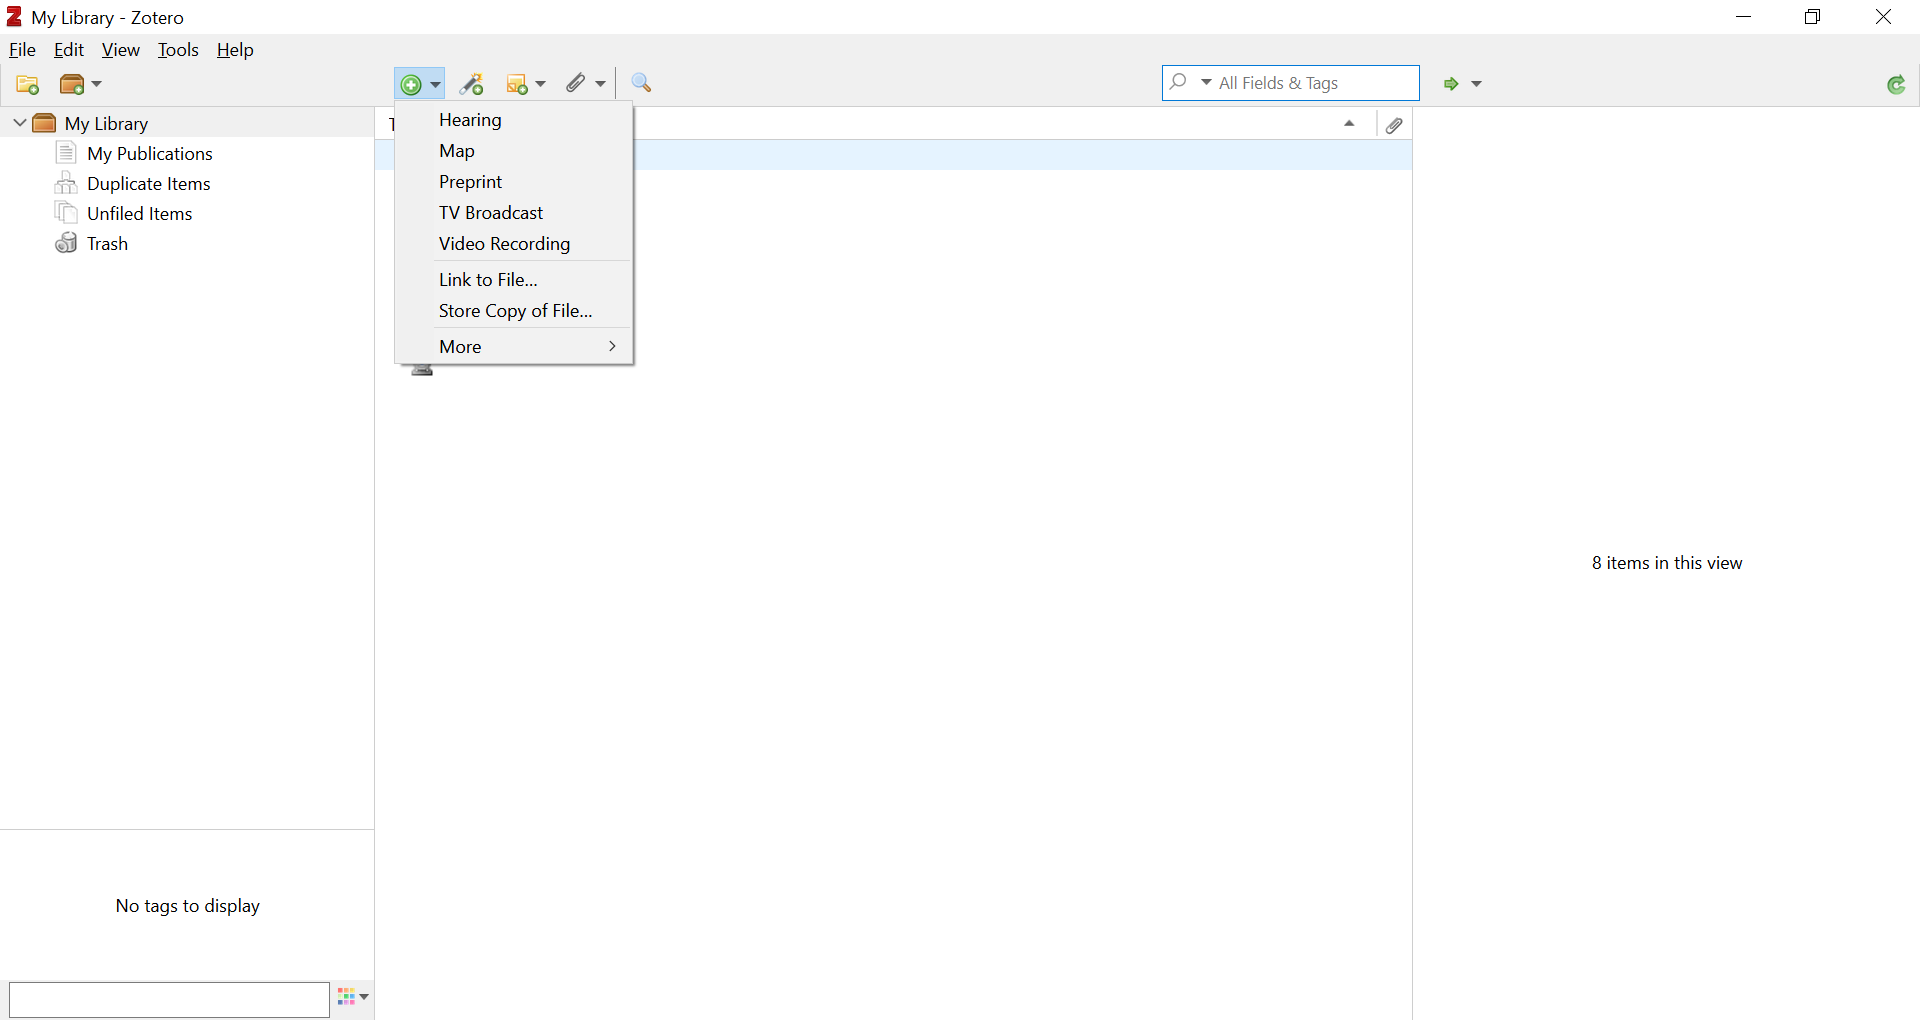 My Library - Zotero
File Edit View Tools Help
All Fields & Tags
My Library
My Publications
Duplicate Items
Unfiled Items
Trash
Hearing
Map
Preprint
TV Broadcast
Video Recording
Link to File...
Store Copy of File...
More
8 items in this view
No tags to display